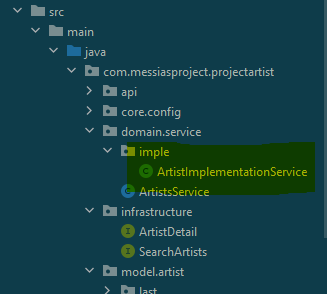 src
main
java
com.messiasproject.projectartist
api
core.config
domain.service
imple
C ArtistImplementationService
C ArtistsService
infrastructure
I ArtistDetail
I SearchArtists
model.artist
last